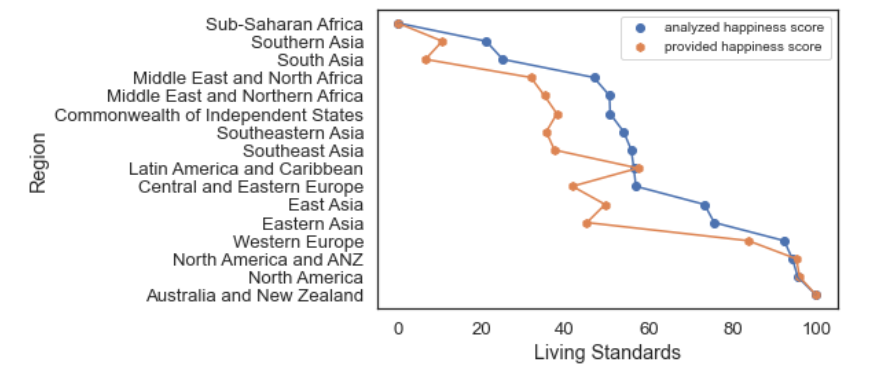 Sub-Saharan Africa
Southern Asia
South Asia
Middle East and North Africa
Middle East and Northern Africa
Commonwealth of Independent States
Southeastern Asia
Southeast Asia
Latin America and Caribbean
Central and Eastern Europe
East Asia
Eastern Asia
Western Europe
North America and ANZ
North America
Australia and New Zealand
Region
analyzed happiness score
provided happiness score
0 20 40 60 80 100
Living Standards